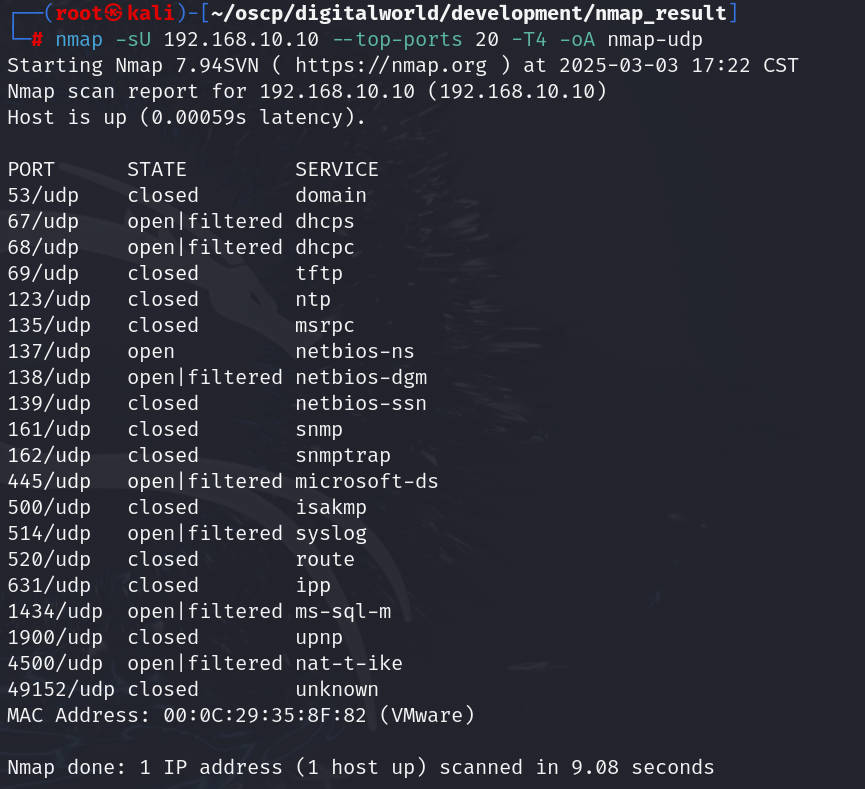 ┌──(root㉿kali)-[~/oscp/digitalworld/development/nmap_result]
└─# nmap -sU 192.168.10.10 --top-ports 20 -T4 -oA nmap-udp
Starting Nmap 7.94SVN ( https://nmap.org ) at 2025-03-03 17:22 CST
Nmap scan report for 192.168.10.10 (192.168.10.10)
Host is up (0.00059s latency).

PORT      STATE         SERVICE
53/udp    closed        domain
67/udp    open|filtered dhcps
68/udp    open|filtered dhcpc
69/udp    closed        tftp
123/udp   closed        ntp
135/udp   closed        msrpc
137/udp   open          netbios-ns
138/udp   open|filtered netbios-dgm
139/udp   closed        netbios-ssn
161/udp   closed        snmp
162/udp   closed        snmptrap
445/udp   open|filtered microsoft-ds
500/udp   closed        isakmp
514/udp   open|filtered syslog
520/udp   closed        route
631/udp   closed        ipp
1434/udp  open|filtered ms-sql-m
1900/udp  closed        upnp
4500/udp  open|filtered nat-t-ike
49152/udp closed        unknown
MAC Address: 00:0C:29:35:8F:82 (VMware)

Nmap done: 1 IP address (1 host up) scanned in 9.08 seconds